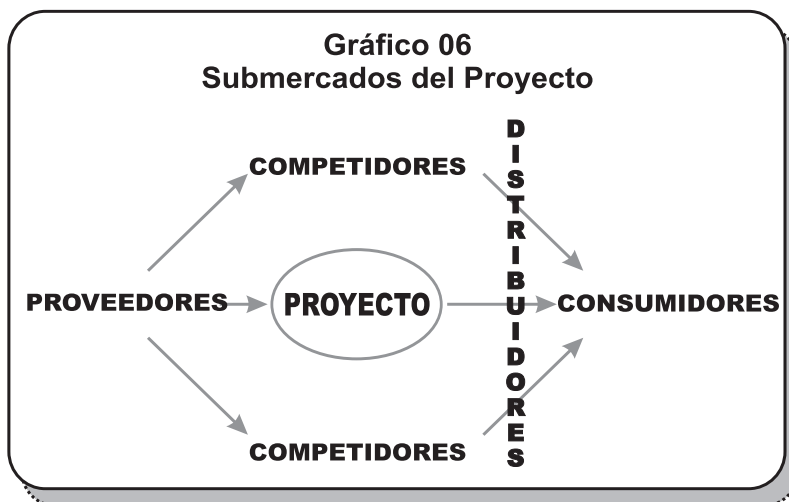 Gráfico 06
Submercados del Proyecto
COMPETIDORES
PROVEEDORES
PROYECTO
DISTRIBUIDORES
CONSUMIDORES
COMPETIDORES